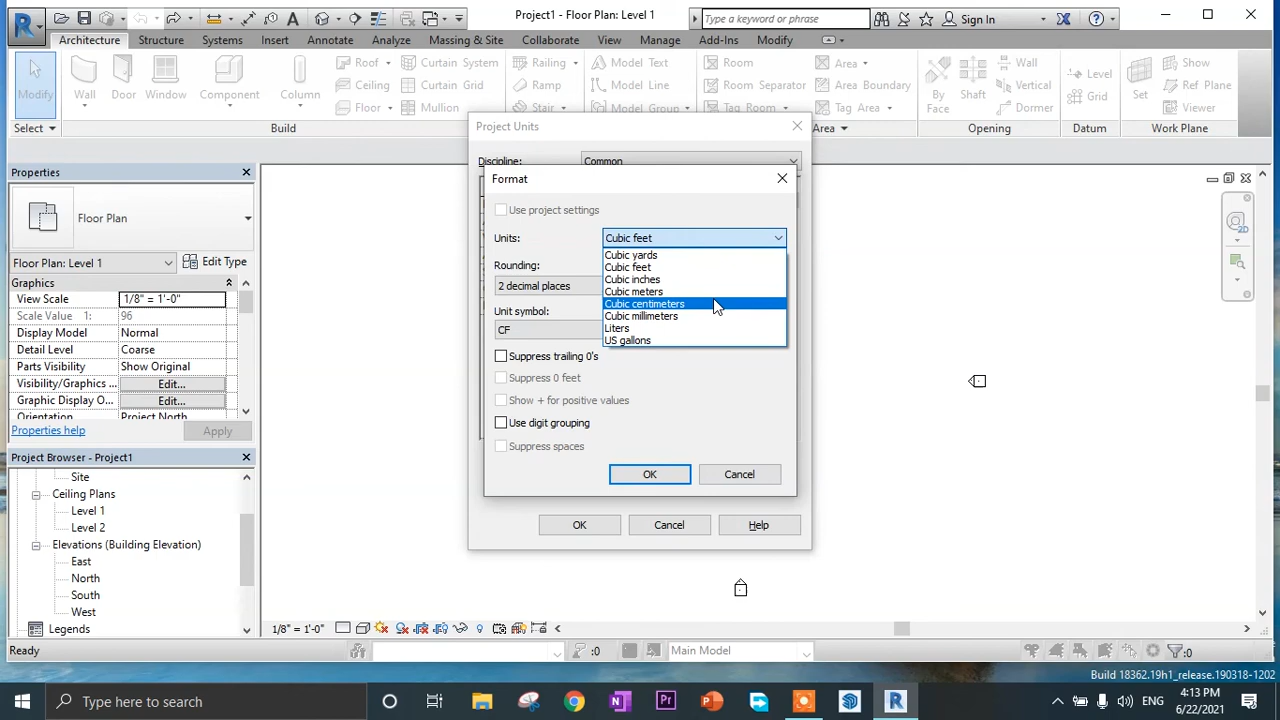 Project1 - Floor Plan: Level 1
Type a keyword or phrase
Sign In
Architecture Structure Systems Insert Annotate Analyze Massing & Site Collaborate View Manage Add-Ins Modify
Modify Wall Door Window Component Column
Roof Curtain System Railing Model Text Room Area Wall Level Show
Ceiling Curtain Grid Ramp Model Line Room Separator Area Boundary Vertical Grid Ref Plane
Floor Mullion Stair Model Group Tag Room Tag Area By Face Shaft Dormer Set Viewer
Select Build Area Opening Datum Work Plane
Project Units
Discipline: Common
Format
Use project settings
Units: Cubic feet
Cubic yards
Cubic feet
Cubic inches
Cubic meters
Cubic centimeters
Cubic millimeters
Liters
US gallons
Rounding:
2 decimal places
Unit symbol:
CF
Suppress trailing 0's
Suppress 0 feet
Show + for positive values
Use digit grouping
Suppress spaces
OK Cancel
OK Cancel Help
Properties
Floor Plan
Floor Plan: Level 1 Edit Type
Graphics
View Scale 1/8" = 1'-0"
Scale Value 1: 96
Display Model Normal
Detail Level Coarse
Parts Visibility Show Original
Visibility/Graphics ... Edit...
Graphic Display O... Edit...
Orientation Project North
Properties help Apply
Project Browser - Project1
Site
Ceiling Plans
Level 1
Level 2
Elevations (Building Elevation)
East
North
South
West
Legends
1/8" = 1'-0"
Ready :0 Main Model :0
Build 18362.19h1_release.190318-1202
Type here to search
ENG
4:13 PM
6/22/2021